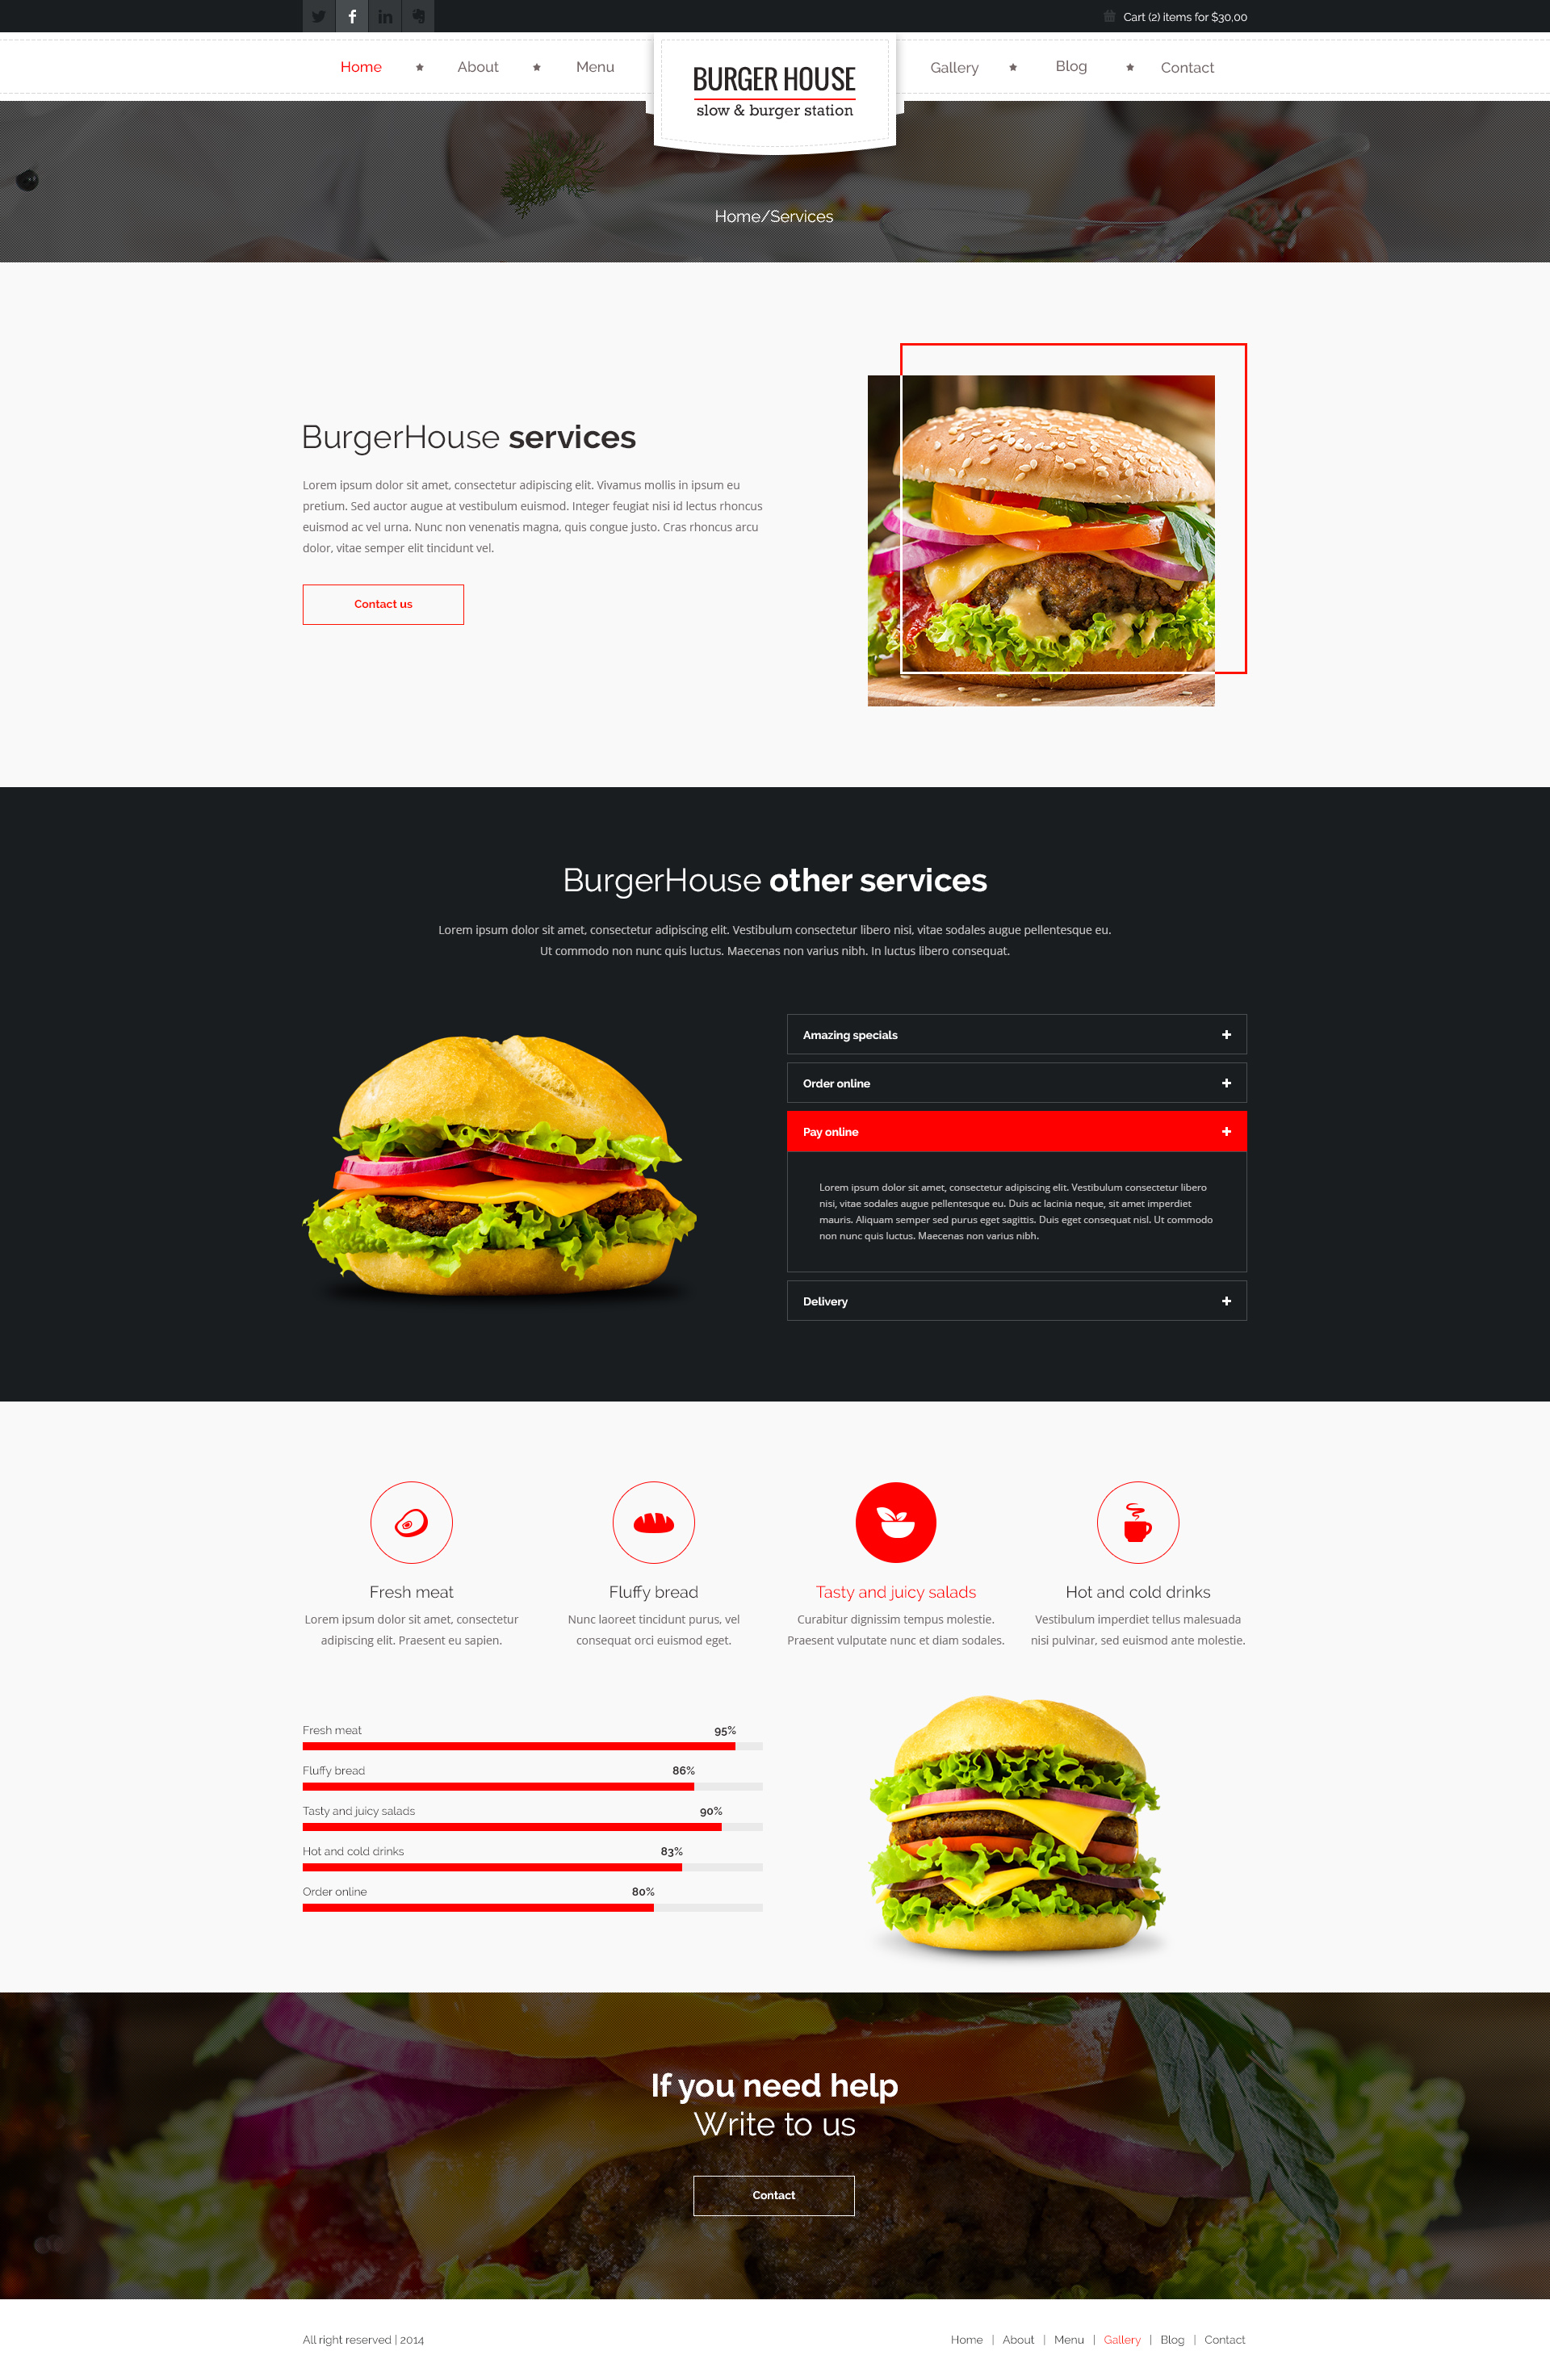 Cart (2) items for $30,00
Home
About
Menu
BURGER HOUSE
slow & burger station
Gallery
Blog
Contact
Home/Services
BurgerHouse services
Lorem ipsum dolor sit amet, consectetur adipiscing elit. Vivamus mollis in ipsum eu
pretium. Sed auctor augue at vestibulum euismod. Integer feugiat nisi id lectus rhoncus
euismod ac vel urna. Nunc non venenatis magna, quis congue justo. Cras rhoncus arcu
dolor, vitae semper elit tincidunt vel.
Contact us
BurgerHouse other services
Lorem ipsum dolor sit amet, consectetur adipiscing elit. Vestibulum consectetur libero nisi, vitae sodales augue pellentesque eu.
Ut commodo non nunc quis luctus. Maecenas non varius nibh. In luctus libero consequat.
Amazing specials
Order online
Pay online
Lorem ipsum dolor sit amet, consectetur adipiscing elit. Vestibulum consectetur libero
nisi, vitae sodales augue pellentesque eu. Duis ac lacinia neque, sit amet imperdiet
mauris. Aliquam semper sed purus eget sagittis. Duis eget consequat nisl. Ut commodo
non nunc quis luctus. Maecenas non varius nibh.
Delivery
Fresh meat
Lorem ipsum dolor sit amet, consectetur
adipiscing elit. Praesent eu sapien.
Fluffy bread
Nunc laoreet tincidunt purus, vel
consequat orci euismod eget.
Tasty and juicy salads
Curabitur dignissim tempus molestie.
Praesent vulputate nunc et diam sodales.
Hot and cold drinks
Vestibulum imperdiet tellus malesuada
nisi pulvinar, sed euismod ante molestie.
Fresh meat 95%
Fluffy bread 86%
Tasty and juicy salads 90%
Hot and cold drinks 83%
Order online 80%
If you need help
Write to us
Contact
All right reserved | 2014
Home | About | Menu | Gallery | Blog | Contact